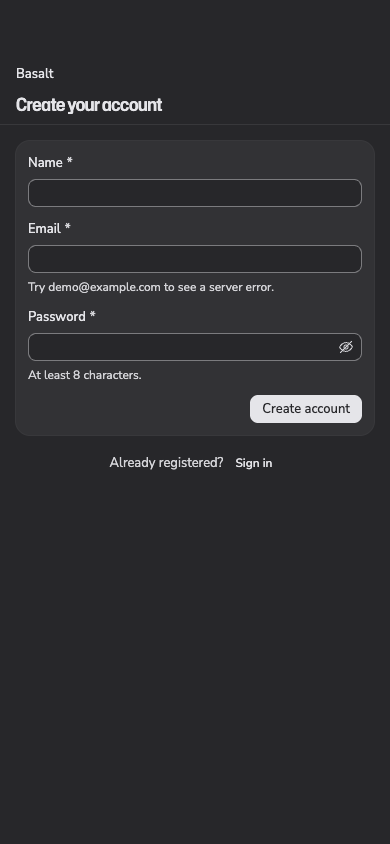 Basalt
Create your account
Name *
Email *
Try demo@example.com to see a server error.
Password *
At least 8 characters.
Create account
Already registered? Sign in